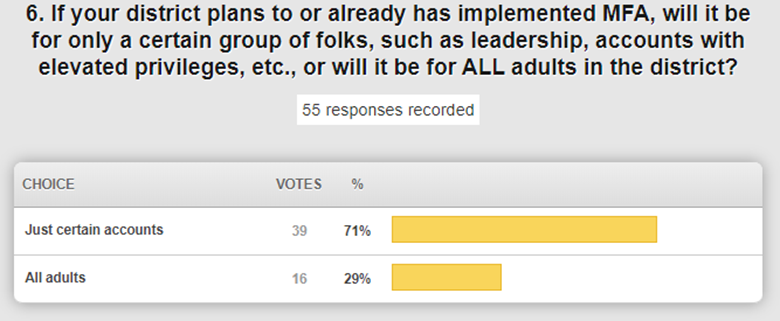 6. If your district plans to or already has implemented MFA, will it be
for only a certain group of folks, such as leadership, accounts with
elevated privileges, etc., or will it be for ALL adults in the district?
55 responses recorded
CHOICE VOTES %
Just certain accounts 39 71%
All adults 16 29%